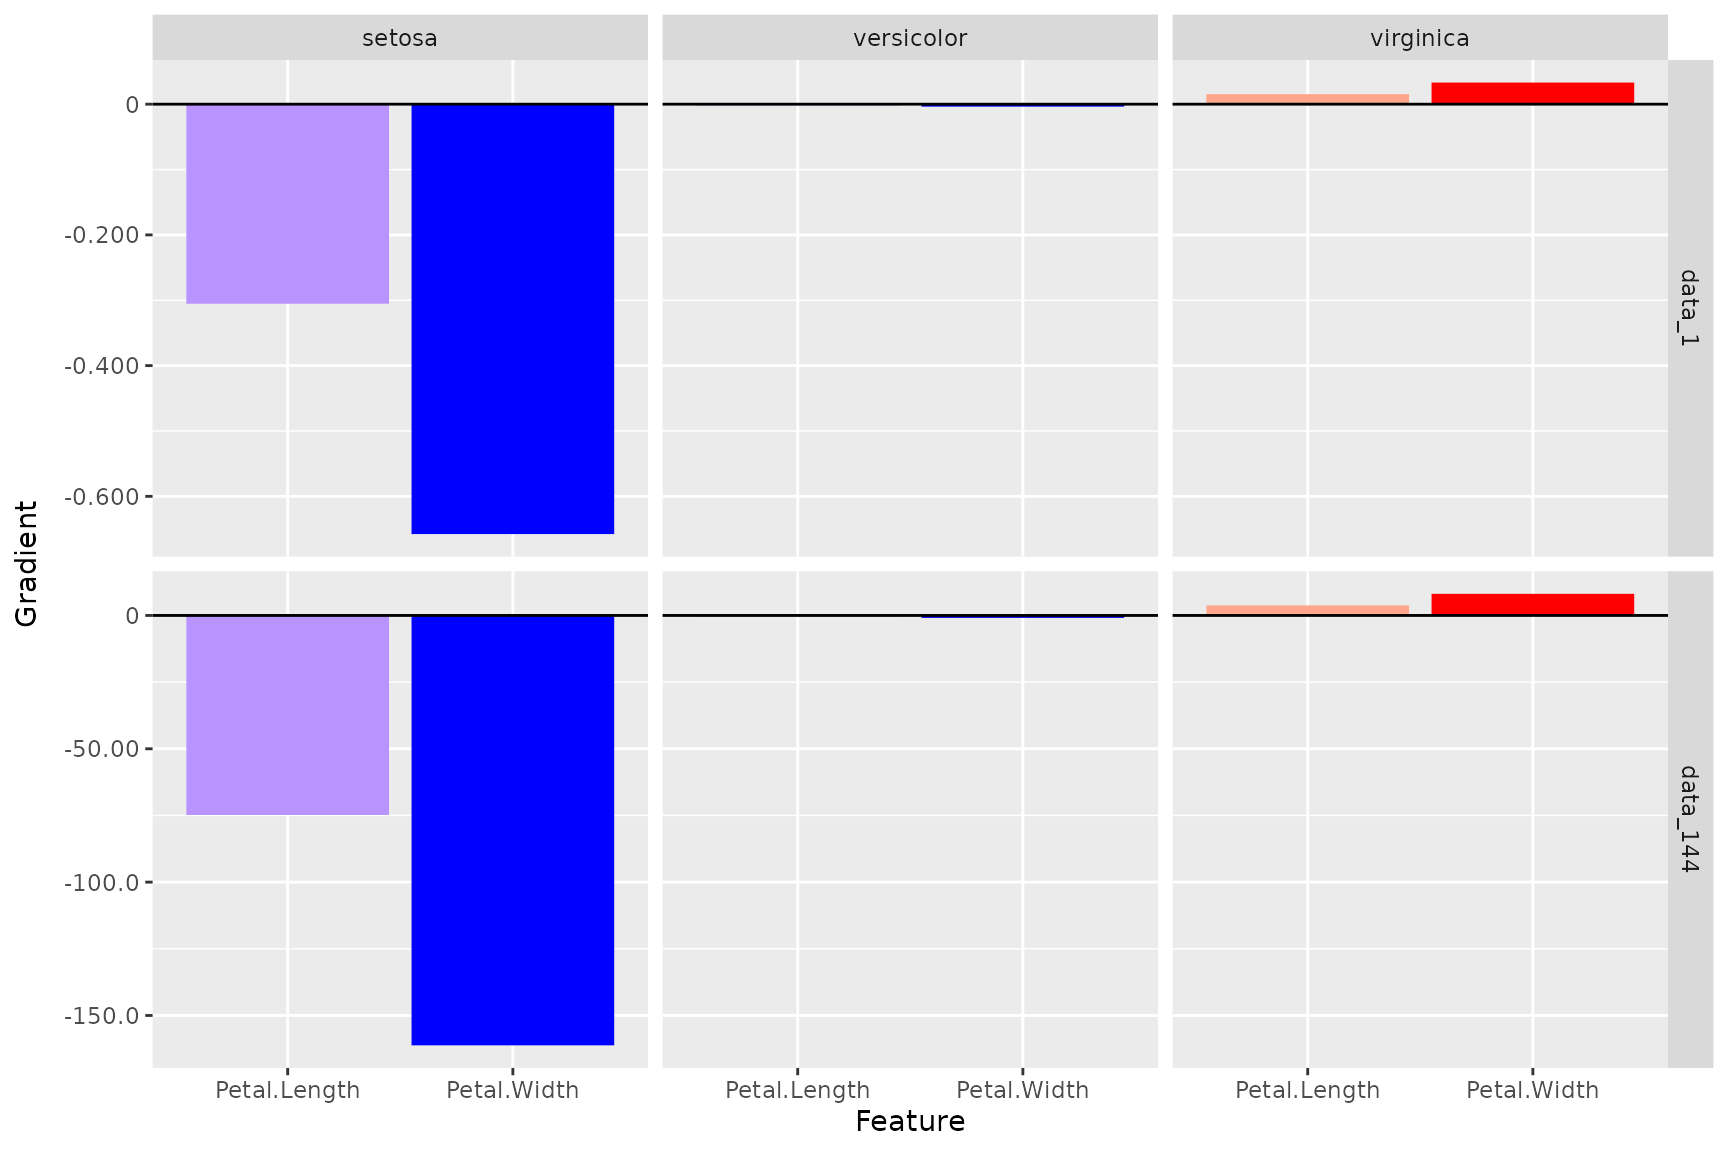 setosa
versicolor
virginica
0
-0.200
-0.400
-0.600
data_1
Gradient
0
-50.00
-100.0
-150.0
data_144
Petal.Length
Petal.Width
Petal.Length
Petal.Width
Petal.Length
Petal.Width
Feature